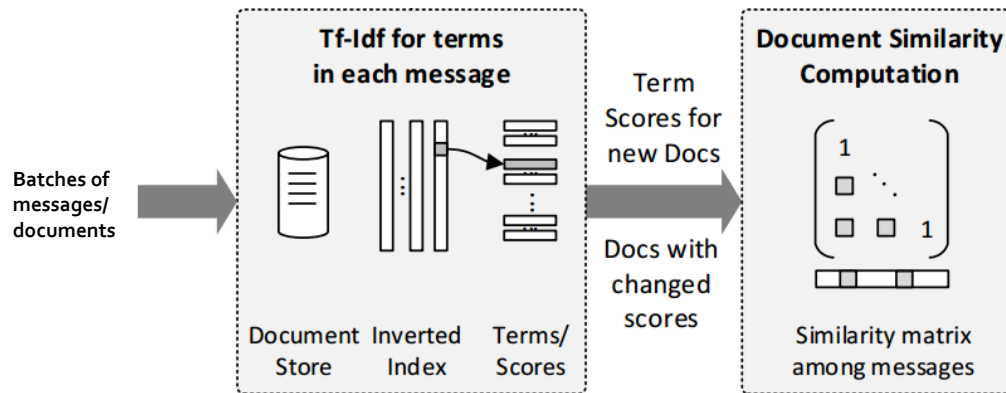 Batches of
messages/
documents
Tf-Idf for terms
in each message
...
...
...
...
Document
Store
Inverted
Index
Terms/
Scores
Term
Scores for
new Docs
Docs with
changed
scores
Document Similarity
Computation
1
1
Similarity matrix
among messages